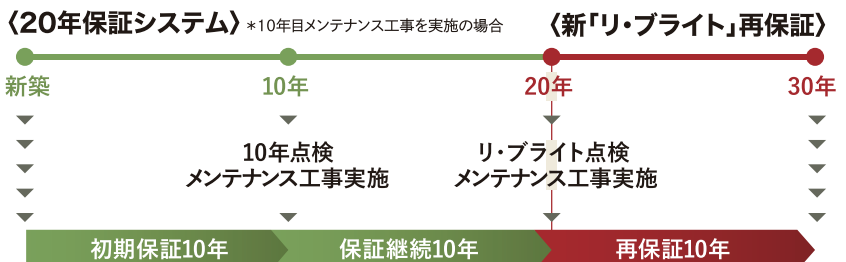 〈20年保証システム〉 *10年目メンテナンス工事を実施の場合
〈新「リ・ブライト」再保証〉
新築
10年
20年
30年
10年点検
メンテナンス工事実施
リ・ブライト点検
メンテナンス工事実施
初期保証10年
保証継続10年
再保証10年